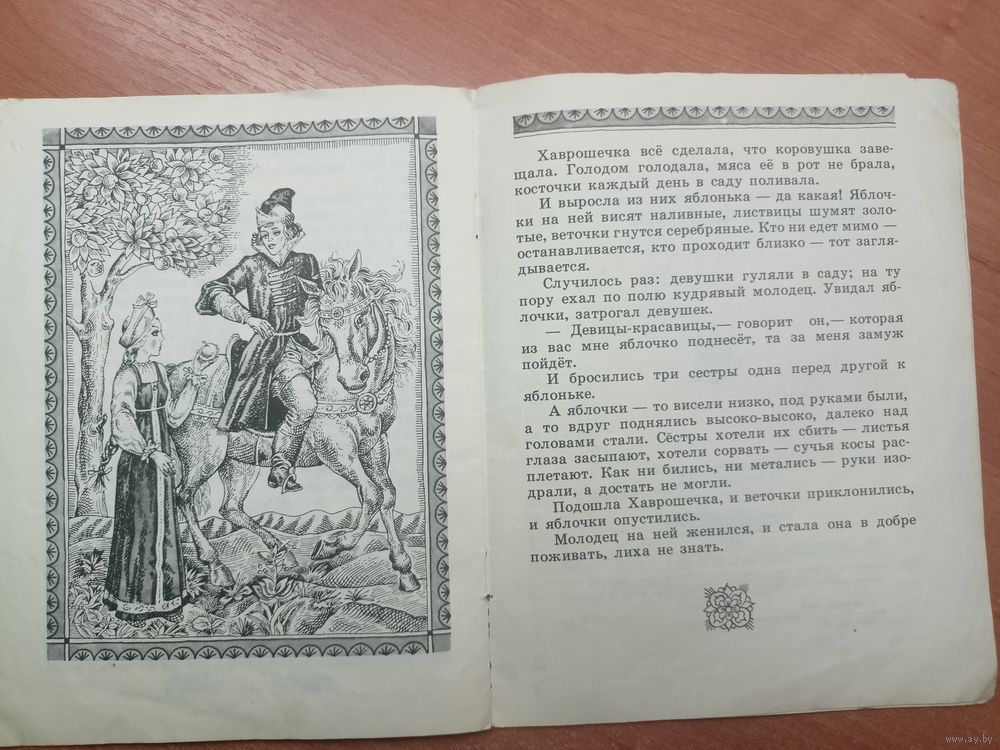 Хаврошечка всё сделала, что коровушка заве-
щала. Голодом голодала, мяса её в рот не брала,
косточки каждый день в саду поливала.
И выросла из них яблонька — да какая! Яблоч-
ки на ней висят наливные, листвицы шумят золо-
тые, веточки гнутся серебряные. Кто ни едет мимо —
останавливается, кто проходит близко — тот загля-
дывается.
Случилось раз: девушки гуляли в саду; на ту
пору ехал по полю кудрявый молодец. Увидал яб-
лочки, затрогал девушек.
— Девицы-красавицы,— говорит он,— которая
из вас мне яблочко поднесёт, та за меня замуж
пойдёт.
И бросились три сестры одна перед другой к
яблоньке.
А яблочки — то висели низко, под руками были,
а то вдруг поднялись высоко-высоко, далеко над
головами стали. Сёстры хотели их сбить — листья
глаза засыпают, хотели сорвать — сучья косы рас-
плетают. Как ни бились, ни метались — руки изо-
драли, а достать не могли.
Подошла Хаврошечка, и веточки приклонились,
и яблочки опустились.
Молодец на ней женился, и стала она в добре
поживать, лиха не знать.
www.ay.by